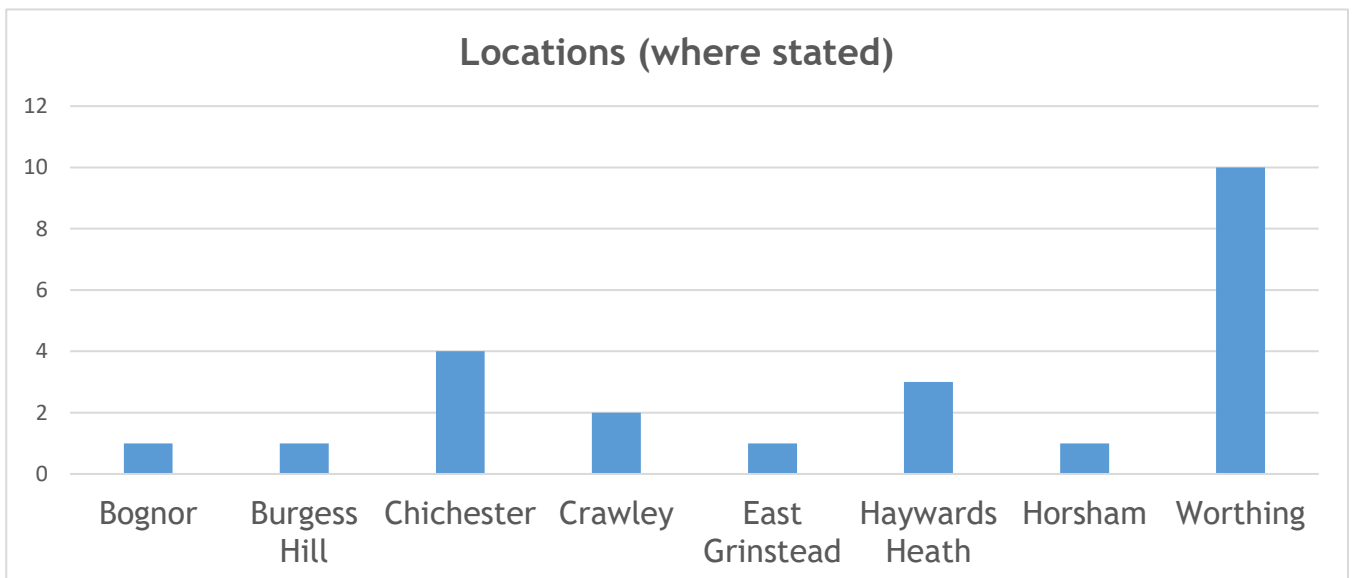 Locations (where stated)
12
10
8
6
4
2
0
Bognor
Burgess
Hill
Chichester
Crawley
East
Grinstead
Haywards
Heath
Horsham
Worthing